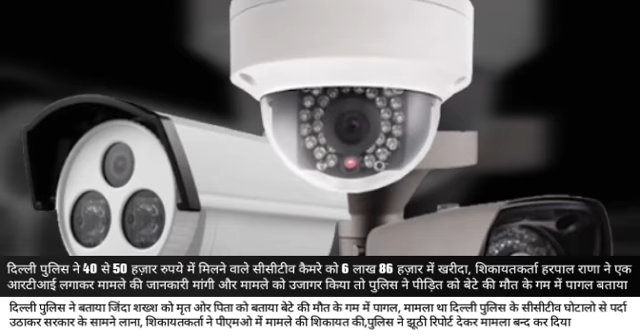 दिल्ली पुलिस ने 40 से 50 हज़ार रुपये में मिलने वाले सीसीटीव कैमरे को 6 लाख 86 हज़ार में खरीदा, शिकायतकर्ता हरपाल राणा ने एक
आरटीआई लगाकर मामले की जानकारी मांगी और मामले को उजागर किया तो पुलिस ने पीड़ित को बेटे की मौत के गम में पागल बताया
दिल्ली पुलिस ने बताया जिंदा शख्श को मृत ओर पिता को बताया बेटे की मौत के गम में पागल, मामला था दिल्ली पुलिस के सीसीटीव घोटालो से पर्दा
उठाकर सरकार के सामने लाना, शिकायतकर्ता ने पीएमओ में मामले की शिकायत की,पुलिस ने झूठी रिपोर्ट देकर मामला बन्द कर दिया